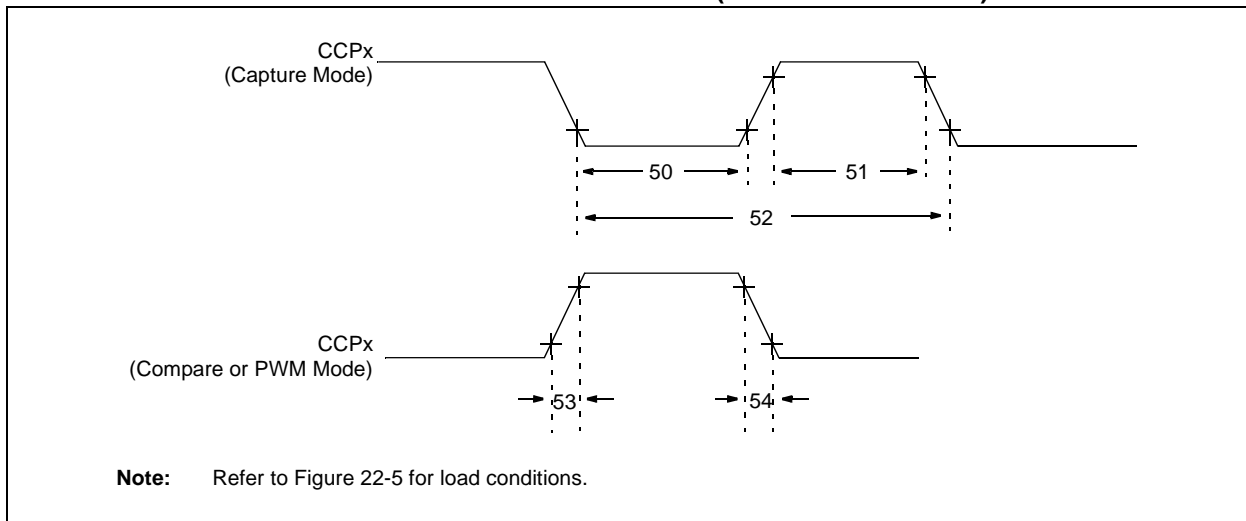 CCPx
(Capture Mode)
50
51
52
CCPx
(Compare or PWM Mode)
53
54
Note: Refer to Figure 22-5 for load conditions.